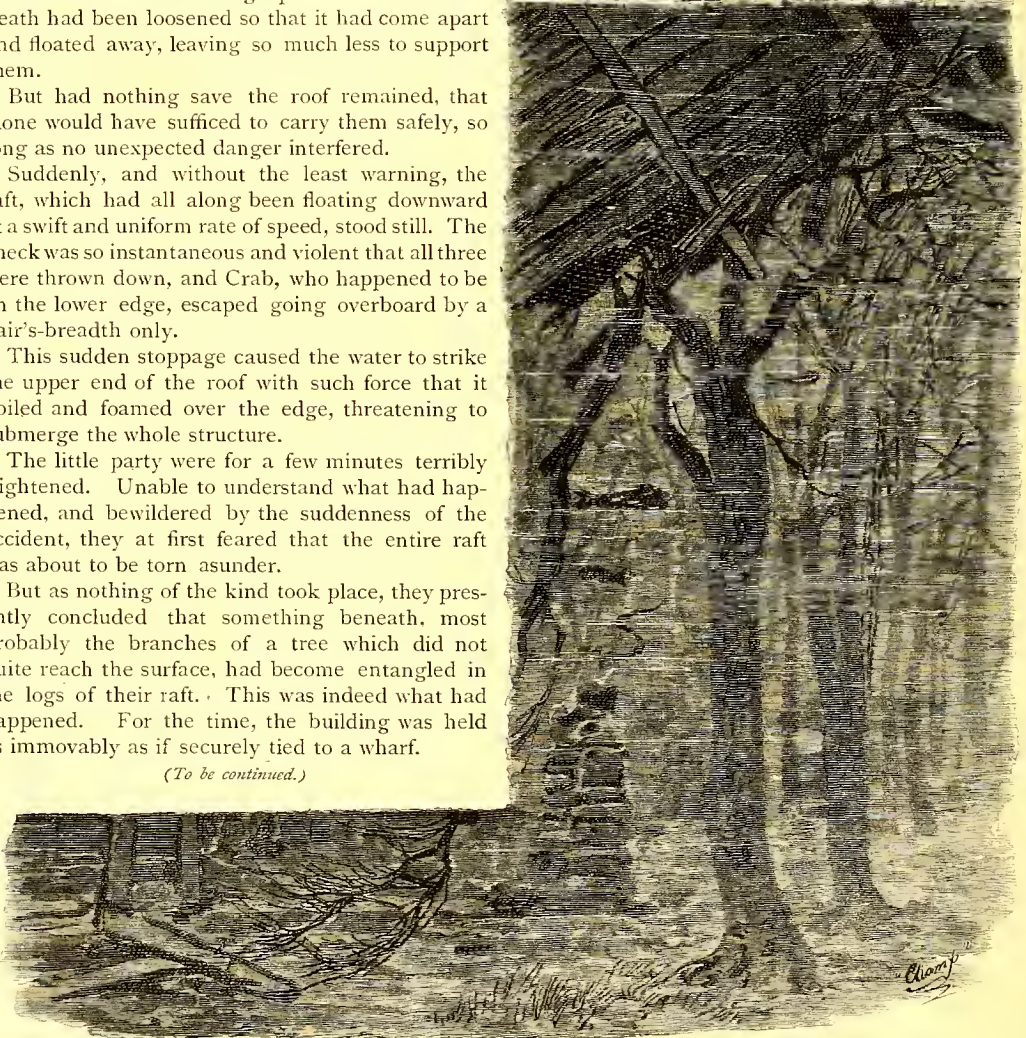 eath had been loosened so that it had come apart
nd floated away, leaving so much less to support
hem.
But had nothing save the roof remained, that
lone would have sufficed to carry them safely, so
ong as no unexpected danger interfered.
Suddenly, and without the least warning, the
aft, which had all along been floating downward
t a swift and uniform rate of speed, stood still. The
heck was so instantaneous and violent that all three
ere thrown down, and Crab, who happened to be
n the lower edge, escaped going overboard by a
air's-breadth only.
This sudden stoppage caused the water to strike
he upper end of the roof with such force that it
oiled and foamed over the edge, threatening to
ubmerge the whole structure.
The little party were for a few minutes terribly
ightened. Unable to understand what had hap-
ened, and bewildered by the suddenness of the
ccident, they at first feared that the entire raft
as about to be torn asunder.
But as nothing of the kind took place, they pres-
ntly concluded that something beneath, most
robably the branches of a tree which did not
uite reach the surface, had become entangled in
he logs of their raft. This was indeed what had
appened. For the time, the building was held
s immovably as if securely tied to a wharf.
(To be continued.)
"Champ"